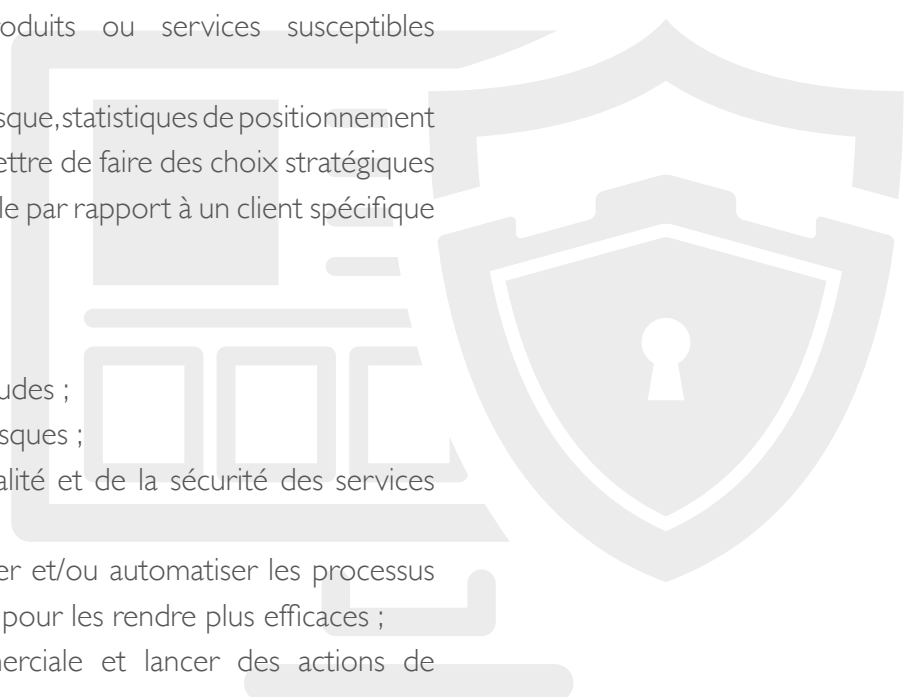 oduits ou services susceptibles
sque, statistiques de positionnement
ettre de faire des choix stratégiques
le par rapport à un client spécifique
udes ;
sques ;
alité et de la sécurité des services
er et/ou automatiser les processus
pour les rendre plus efficaces ;
nerciale et lancer des actions de